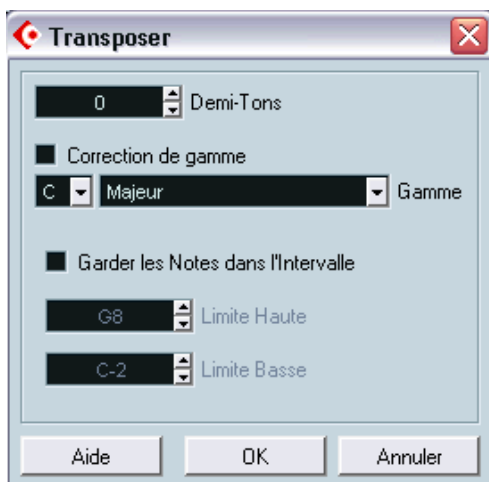 Transposer
0 Demi-Tons
Correction de gamme
C Majeur Gamme
Garder les Notes dans l'Intervalle
G8 Limite Haute
C-2 Limite Basse
Aide OK Annuler